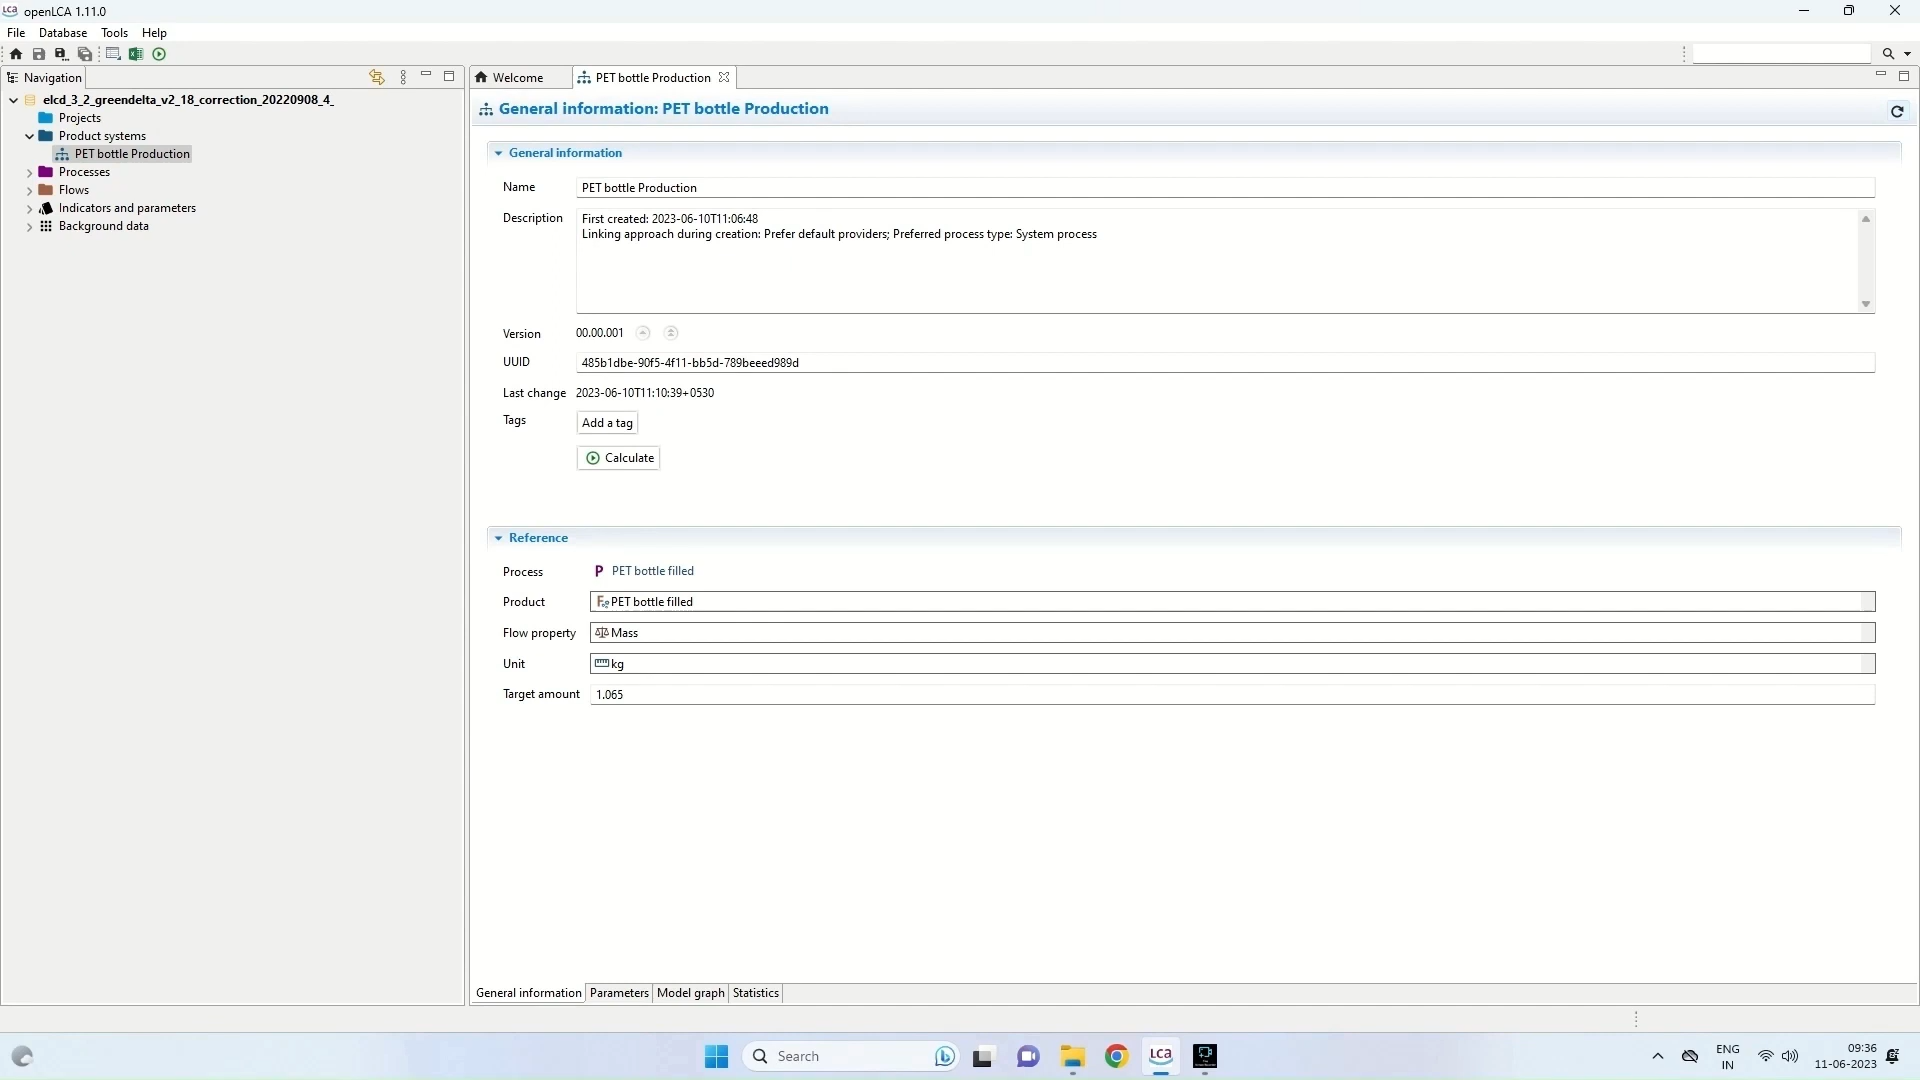 LCA openLCA 1.11.0
File Database Tools Help
Navigation
Welcome
PET bottle Production
elcd_3_2_greendelta_v2_18_correction_20220908_4_
Projects
Product systems
PET bottle Production
Processes
Flows
Indicators and parameters
Background data
General information: PET bottle Production
General information
Name PET bottle Production
Description First created: 2023-06-10T11:06:48
Linking approach during creation: Prefer default providers; Preferred process type: System process
Version 00.00.001
UUID 485b1dbe-90f5-4f11-bb5d-789beeed989d
Last change 2023-06-10T11:10:39+0530
Tags Add a tag
Calculate
Reference
Process P PET bottle filled
Product PET bottle filled
Flow property Mass
Unit kg
Target amount 1.065
General information Parameters Model graph Statistics
Search
LCA
ENG
IN
09:36
11-06-2023